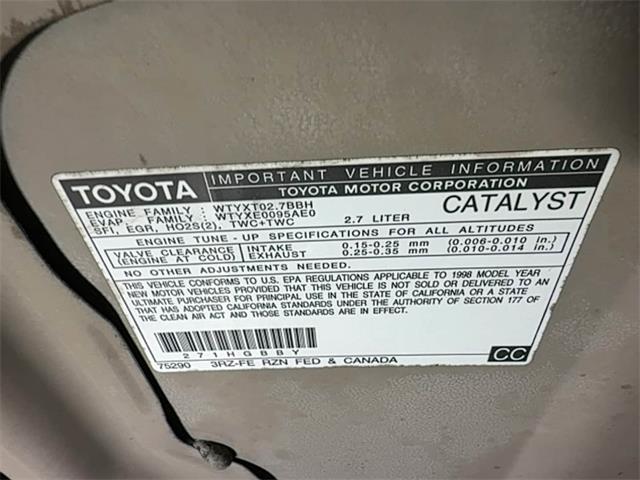 TOYOTA IMPORTANT VEHICLE INFORMATION
TOYOTA MOTOR CORPORATION
ENGINE FAMILY : WTYXT02.7BBH
EVAP. FAMILY : WTYXE0095AE0 2.7 LITER CATALYST
SFI, EGR, HO2S(2), TWC+TWC
ENGINE TUNE - UP SPECIFICATIONS FOR ALL ALTITUDES
VALVE CLEARANCE INTAKE 0.15-0.25 mm (0.006-0.010 in.)
(ENGINE AT COLD) EXHAUST 0.25-0.35 mm (0.010-0.014 in.)
NO OTHER ADJUSTMENTS NEEDED.
THIS VEHICLE CONFORMS TO U.S. EPA REGULATIONS APPLICABLE TO 1998 MODEL YEAR
NEW MOTOR VEHICLES PROVIDED THAT THIS VEHICLE IS NOT SOLD OR DELIVERED TO AN
ULTIMATE PURCHASER FOR PRINCIPAL USE IN THE STATE OF CALIFORNIA OR A STATE
THAT HAS ADOPTED CALIFORNIA STANDARDS UNDER THE AUTHORITY OF SECTION 177 OF
THE CLEAN AIR ACT AND THOSE STANDARDS ARE IN EFFECT.
271HGBBY
75290 3RZ-FE RZN FED & CANADA CC